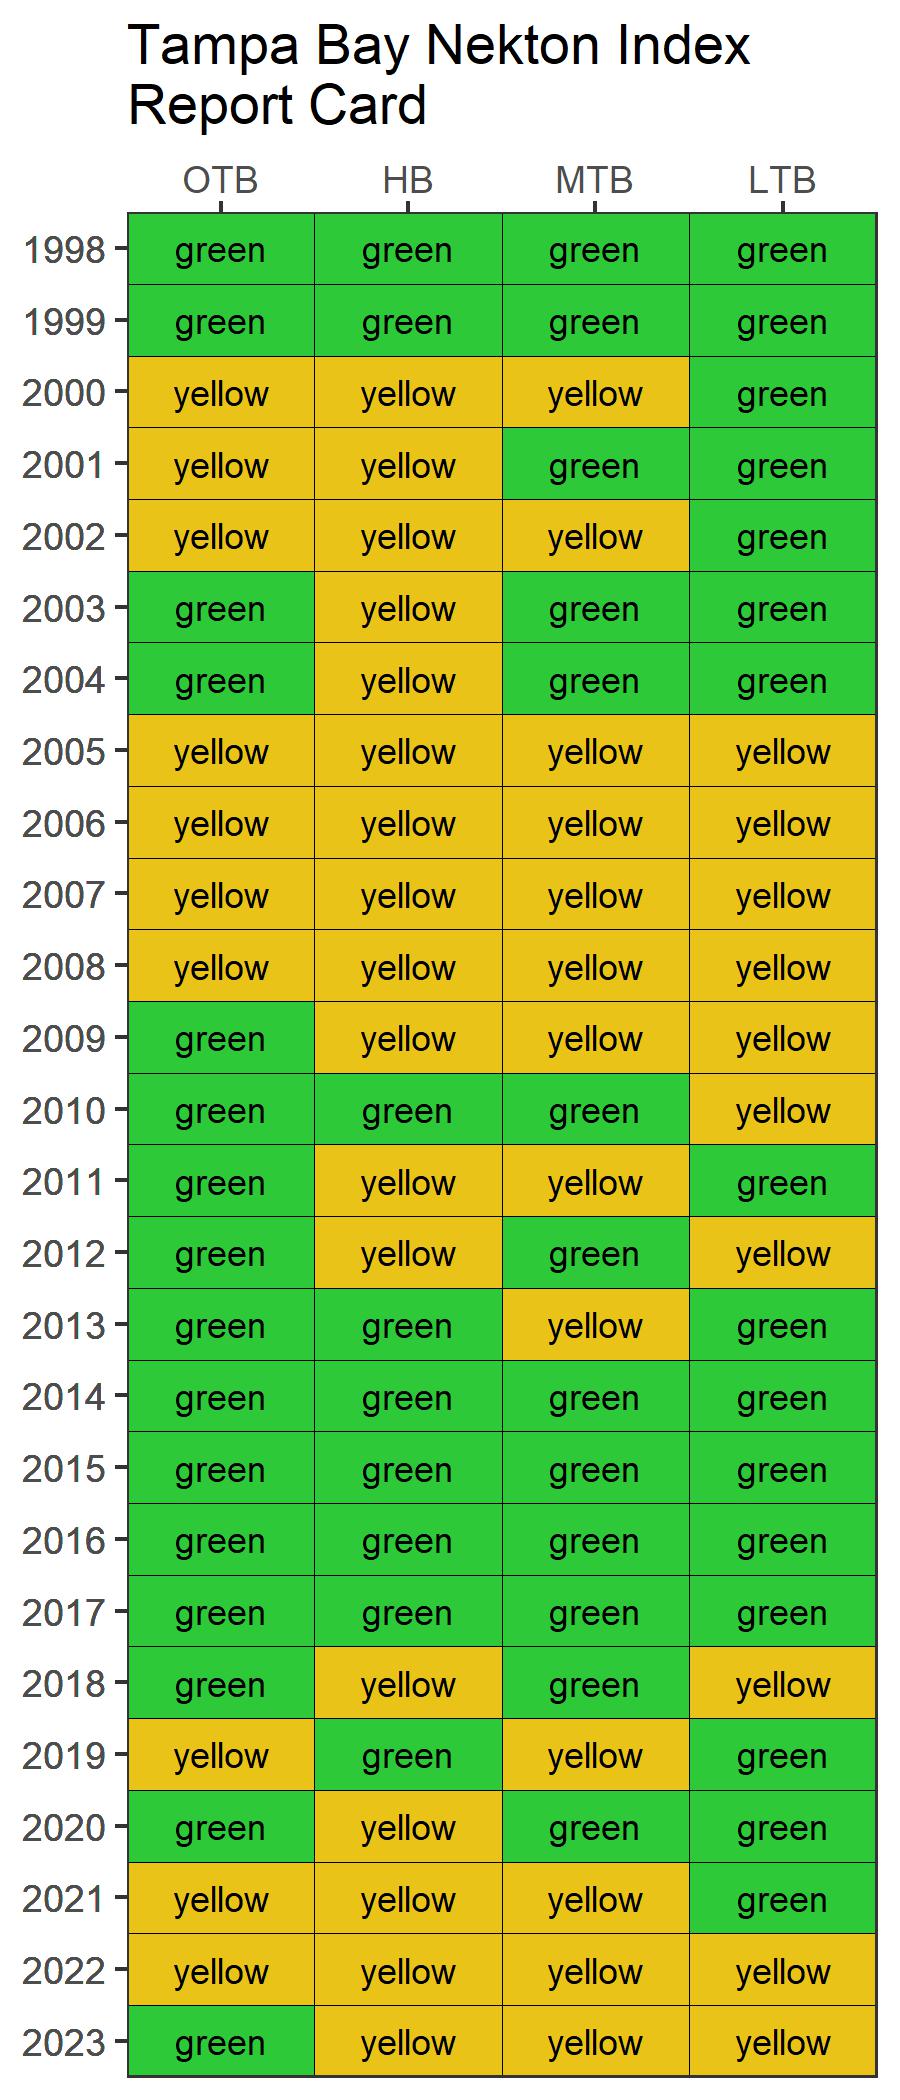 Tampa Bay Nekton Index
Report Card
OTB HB MTB LTB
1998 green green green green
1999 green green green green
2000 yellow yellow yellow green
2001 yellow yellow green green
2002 yellow yellow yellow green
2003 green yellow green green
2004 green yellow green green
2005 yellow yellow yellow yellow
2006 yellow yellow yellow yellow
2007 yellow yellow yellow yellow
2008 yellow yellow yellow yellow
2009 green yellow yellow yellow
2010 green green green yellow
2011 green yellow yellow green
2012 green yellow green yellow
2013 green green yellow green
2014 green green green green
2015 green green green green
2016 green green green green
2017 green green green green
2018 green yellow green yellow
2019 yellow green yellow green
2020 green yellow green green
2021 yellow yellow yellow green
2022 yellow yellow yellow yellow
2023 green yellow yellow yellow